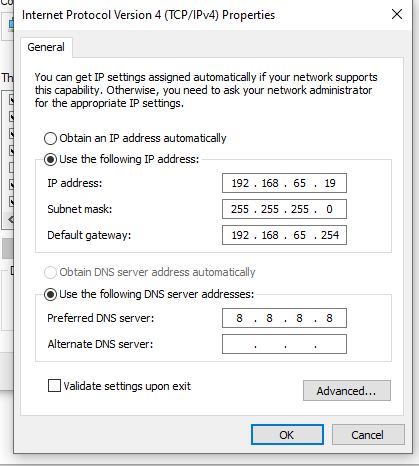 Co
Internet Protocol Version 4 (TCP/IPv4) Properties
General
Th
You can get IP settings assigned automatically if your network supports
this capability. Otherwise, you need to ask your network administrator
for the appropriate IP settings.
Obtain an IP address automatically
Use the following IP address:
IP address: 192 . 168 . 65 . 19
Subnet mask: 255 . 255 . 255 . 0
Default gateway: 192 . 168 . 65 . 254
Obtain DNS server address automatically
Use the following DNS server addresses:
Preferred DNS server: 8 . 8 . 8 . 8
Alternate DNS server: . . .
Validate settings upon exit
Advanced...
OK Cancel